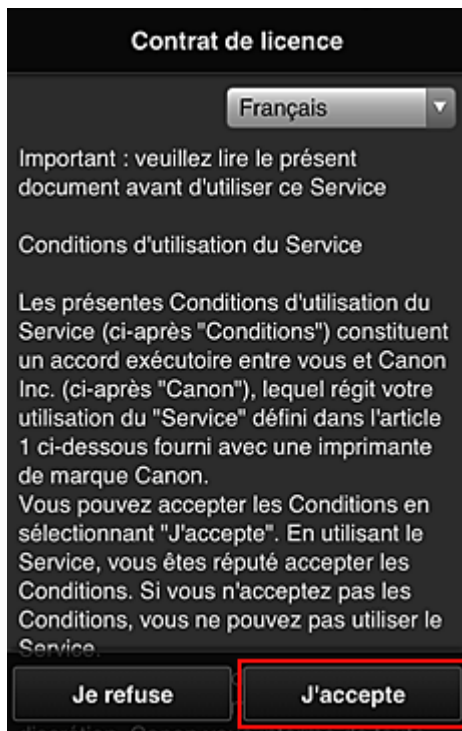 Contrat de licence
Français
Important : veuillez lire le présent
document avant d'utiliser ce Service
Conditions d'utilisation du Service
Les présentes Conditions d'utilisation du
Service (ci-après "Conditions") constituent
un accord exécutoire entre vous et Canon
Inc. (ci-après "Canon"), lequel régit votre
utilisation du "Service" défini dans l'article
1 ci-dessous fourni avec une imprimante
de marque Canon.
Vous pouvez accepter les Conditions en
sélectionnant "J'accepte". En utilisant le
Service, vous êtes réputé accepter les
Conditions. Si vous n'acceptez pas les
Conditions, vous ne pouvez pas utiliser le
Service.
Je refuse
J'accepte